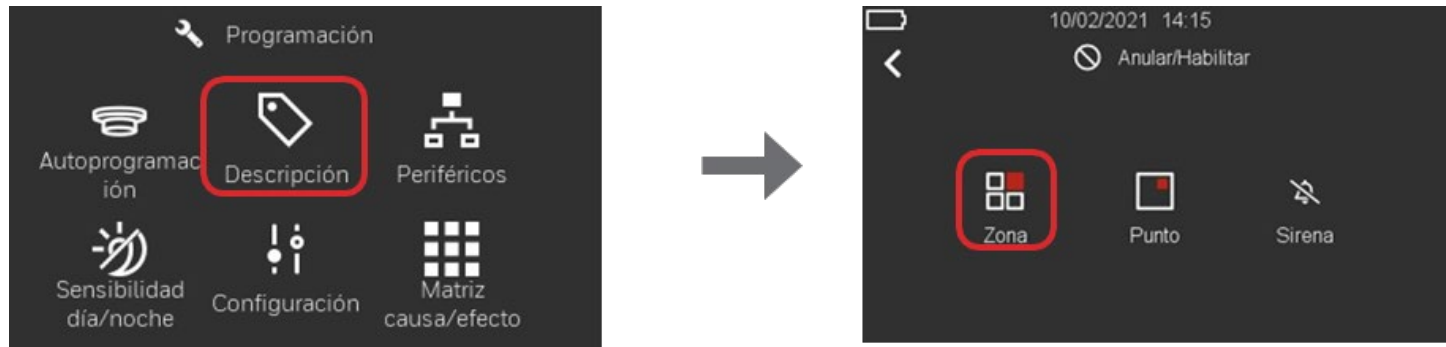 Programación
Autoprogramac
ión
Descripción
Periféricos
Sensibilidad
día/noche
Configuración
Matriz
causa/efecto
10/02/2021 14:15
Anular/Habilitar
Zona
Punto
Sirena